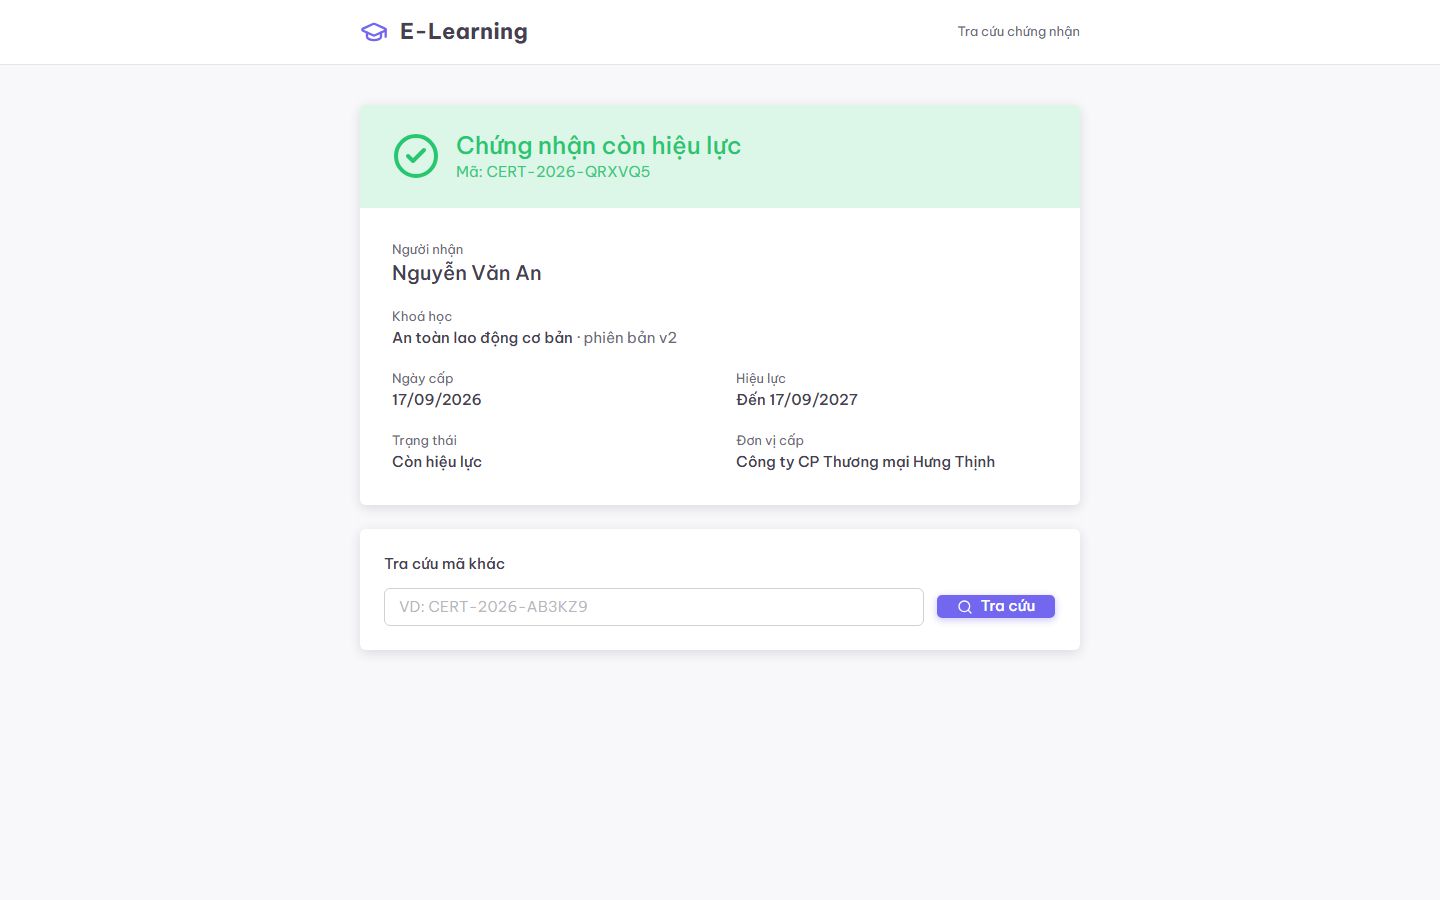 E-Learning
Tra cứu chứng nhận
Chứng nhận còn hiệu lực
Mã: CERT-2026-QRXVQ5
Người nhận
Nguyễn Văn An
Khoá học
An toàn lao động cơ bản · phiên bản v2
Ngày cấp
17/09/2026
Hiệu lực
Đến 17/09/2027
Trạng thái
Còn hiệu lực
Đơn vị cấp
Công ty CP Thương mại Hưng Thịnh
Tra cứu mã khác
VD: CERT-2026-AB3KZ9
Tra cứu